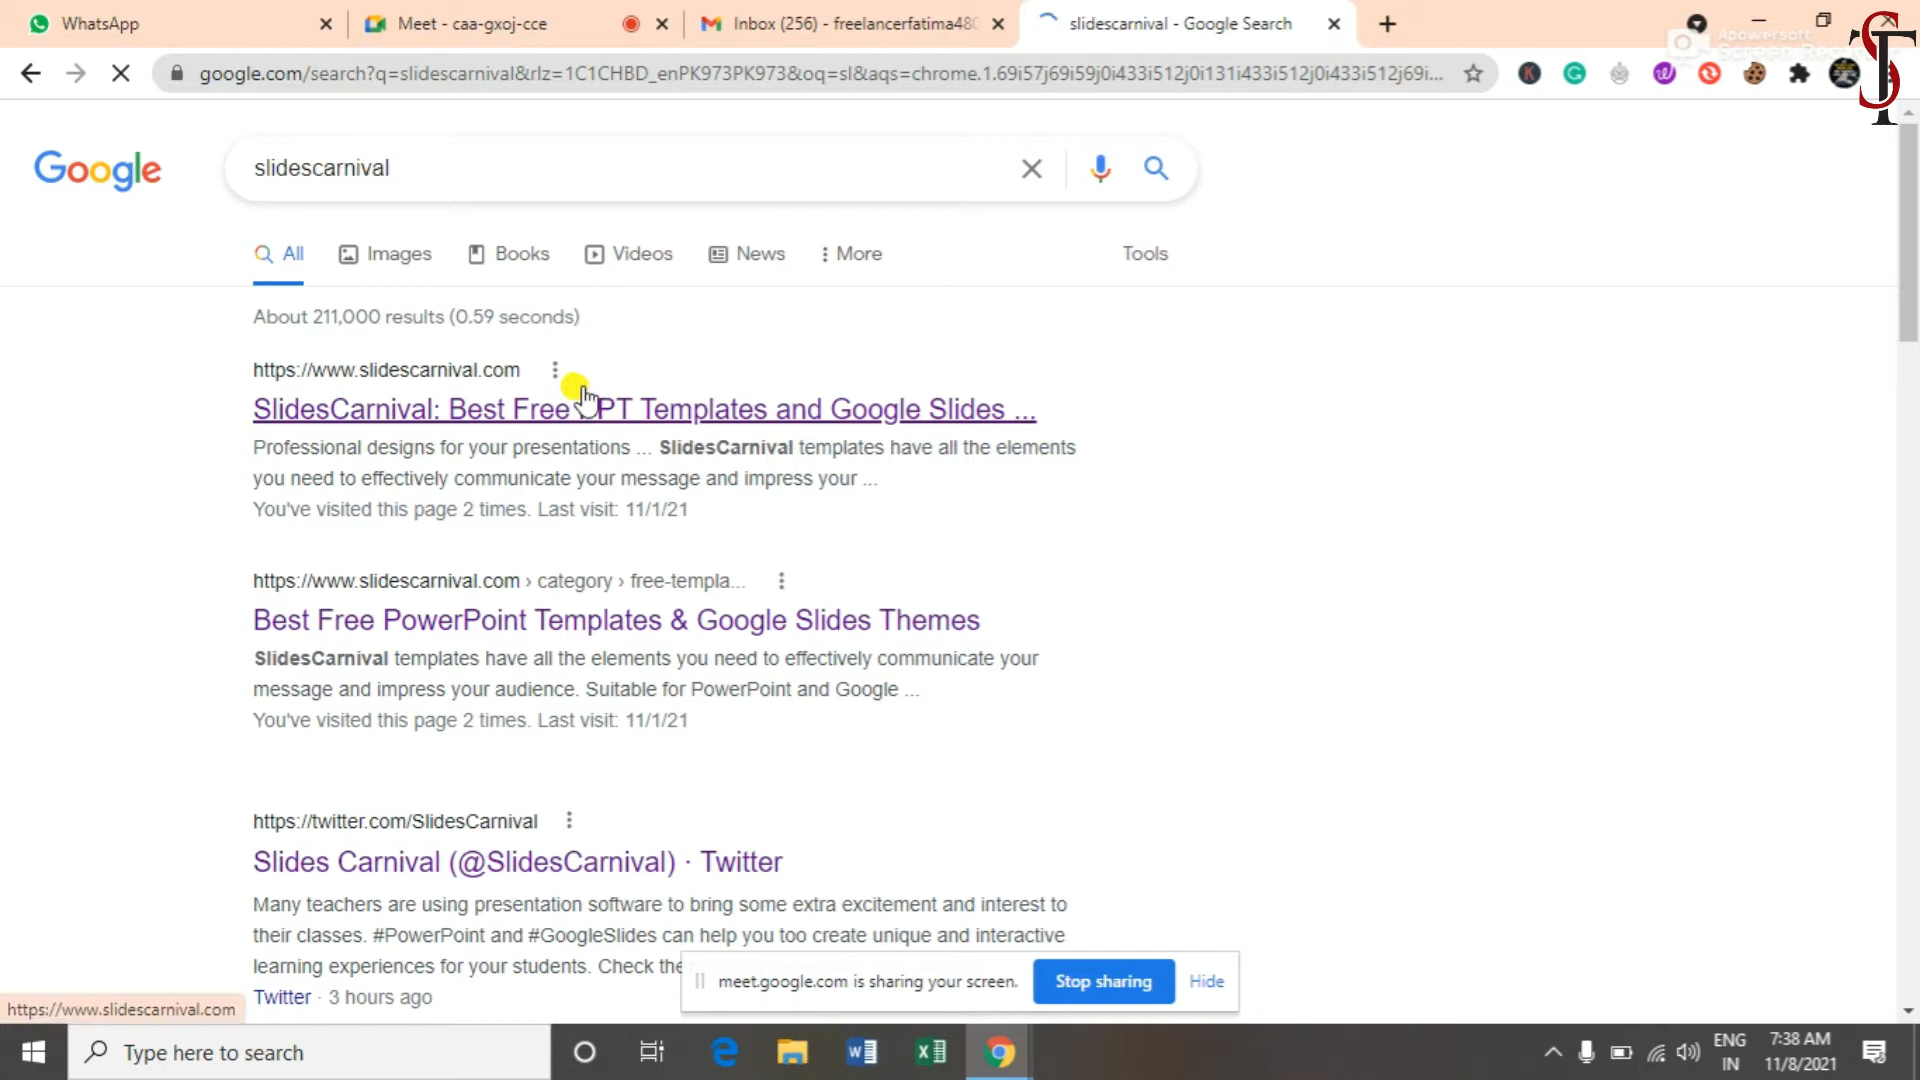 WhatsApp
Meet - caa-gxoj-cce
Inbox (256) - freelancerfatima480
slidescarnival - Google Search
Apowersoft
google.com/search?q=slidescarnival&rlz=1C1CHBD_enPK973PK973&oq=sl&aqs=chrome.1.69i57j69i59j0i433i512j0i131i433i512j0i433i512j69i...
Google
slidescarnival
All
Images
Books
Videos
News
More
Tools
About 211,000 results (0.59 seconds)
https://www.slidescarnival.com
SlidesCarnival: Best Free PPT Templates and Google Slides ...
Professional designs for your presentations ... SlidesCarnival templates have all the elements
you need to effectively communicate your message and impress your ...
You've visited this page 2 times. Last visit: 11/1/21
https://www.slidescarnival.com › category › free-templa...
Best Free PowerPoint Templates & Google Slides Themes
SlidesCarnival templates have all the elements you need to effectively communicate your
message and impress your audience. Suitable for PowerPoint and Google ...
You've visited this page 2 times. Last visit: 11/1/21
https://twitter.com/SlidesCarnival
Slides Carnival (@SlidesCarnival) · Twitter
Many teachers are using presentation software to bring some extra excitement and interest to
their classes. #PowerPoint and #GoogleSlides can help you too create unique and interactive
learning experiences for your students. Check the
Twitter · 3 hours ago
meet.google.com is sharing your screen.
Stop sharing
Hide
https://www.slidescarnival.com
Type here to search
ENG
IN
7:38 AM
11/8/2021